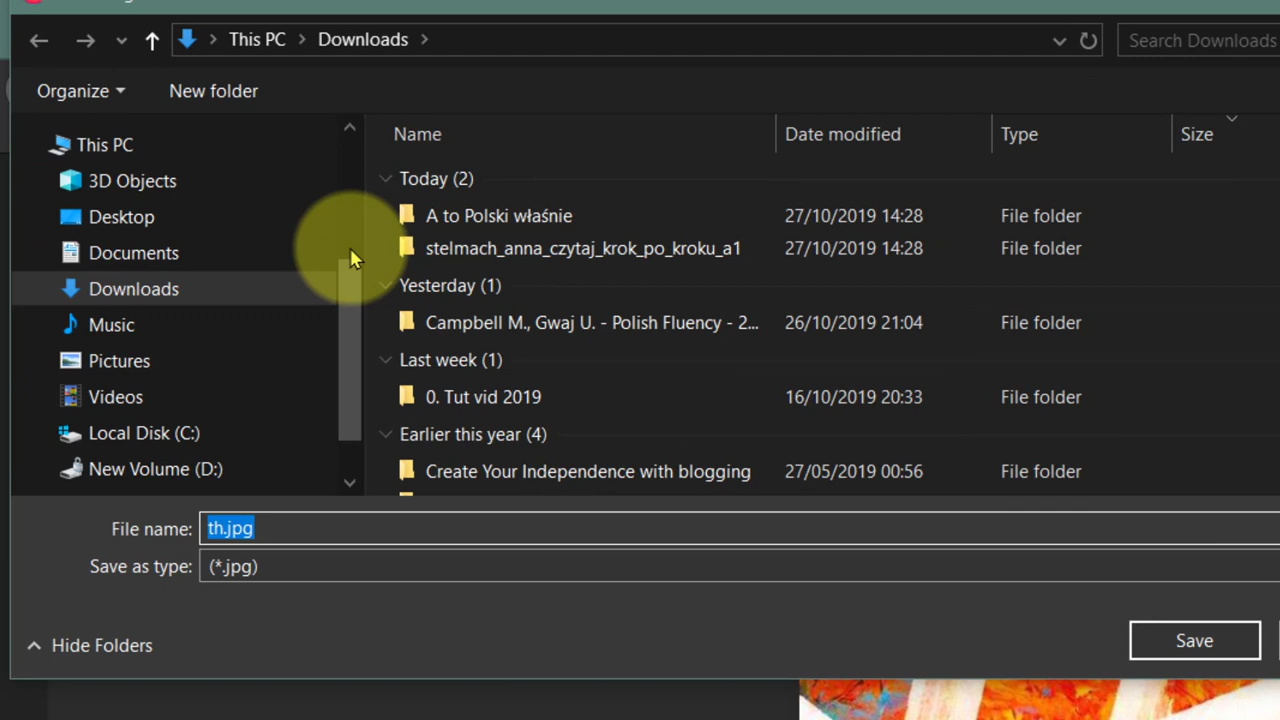 This PC > Downloads >
Search Downloads
Organize
New folder
This PC
3D Objects
Desktop
Documents
Downloads
Music
Pictures
Videos
Local Disk (C:)
New Volume (D:)
Name Date modified Type Size
Today (2)
A to Polski właśnie 27/10/2019 14:28 File folder
stelmach_anna_czytaj_krok_po_kroku_a1 27/10/2019 14:28 File folder
Yesterday (1)
Campbell M., Gwaj U. - Polish Fluency - 2... 26/10/2019 21:04 File folder
Last week (1)
0. Tut vid 2019 16/10/2019 20:33 File folder
Earlier this year (4)
Create Your Independence with blogging 27/05/2019 00:56 File folder
File name: th.jpg
Save as type: (*.jpg)
Hide Folders
Save